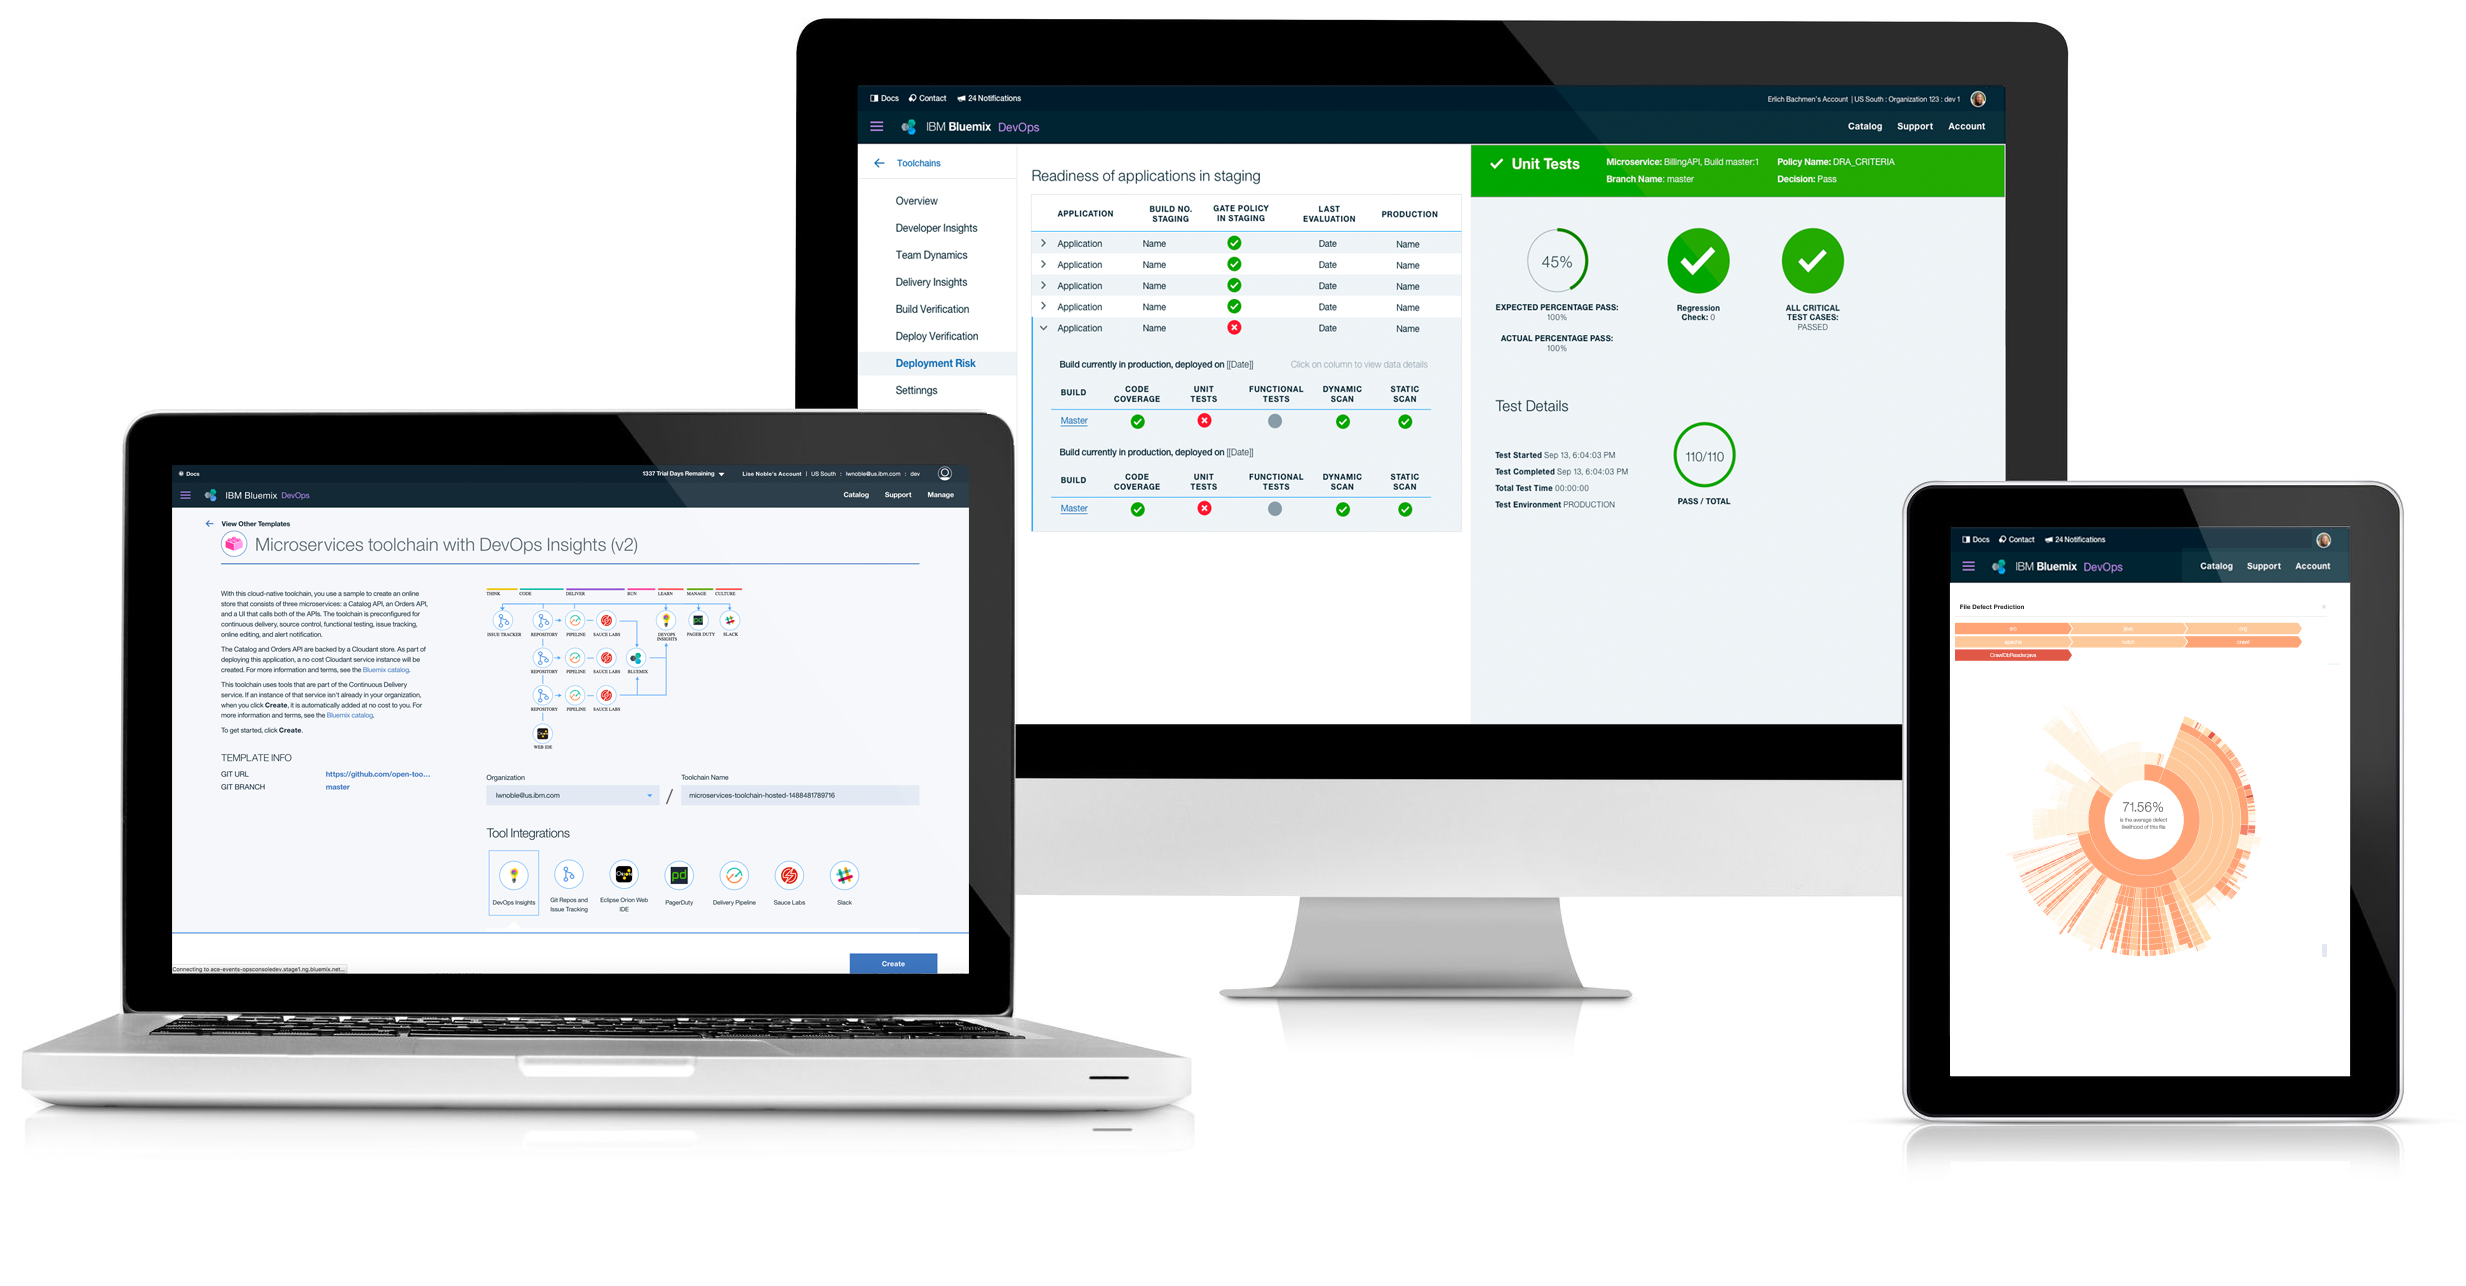 Docs Contact 24 Notifications
Erlich Bachmen's Account | US South : Organization 123 : dev 1
IBM Bluemix DevOps
Catalog Support Account
Toolchains
Overview
Developer Insights
Team Dynamics
Delivery Insights
Build Verification
Deploy Verification
Deployment Risk
Settinngs
Readiness of applications in staging
APPLICATION BUILD NO. STAGING GATE POLICY IN STAGING LAST EVALUATION PRODUCTION
Application Name Date Name
Application Name Date Name
Application Name Date Name
Application Name Date Name
Application Name Date Name
Build currently in production, deployed on [[Date]] Click on column to view data details
BUILD CODE COVERAGE UNIT TESTS FUNCTIONAL TESTS DYNAMIC SCAN STATIC SCAN
Master
Build currently in production, deployed on [[Date]]
BUILD CODE COVERAGE UNIT TESTS FUNCTIONAL TESTS DYNAMIC SCAN STATIC SCAN
Master
Unit Tests
Microservice: BillingAPI, Build master:1 Policy Name: DRA_CRITERIA
Branch Name: master Decision: Pass
45%
EXPECTED PERCENTAGE PASS:
100%
ACTUAL PERCENTAGE PASS:
100%
Regression
Check: 0
ALL CRITICAL
TEST CASES:
PASSED
Test Details
Test Started Sep 13, 6:04:03 PM
Test Completed Sep 13, 6:04:03 PM
Total Test Time 00:00:00
Test Environment PRODUCTION
110/110
PASS / TOTAL
Docs
1337 Trial Days Remaining Lise Noble's Account | US South : lwnoble@us.ibm.com : dev
IBM Bluemix DevOps
Catalog Support Manage
View Other Templates
Microservices toolchain with DevOps Insights (v2)
With this cloud-native toolchain, you use a sample to create an online
store that consists of three microservices: a Catalog API, an Orders API,
and a UI that calls both of the APIs. The toolchain is preconfigured for
continuous delivery, source control, functional testing, issue tracking,
online editing, and alert notification.
The Catalog and Orders API are backed by a Cloudant store. As part of
deploying this application, a no cost Cloudant service instance will be
created. For more information and terms, see the Bluemix catalog.
This toolchain uses tools that are part of the Continuous Delivery
service. If an instance of that service isn't already in your organization,
when you click Create, it is automatically added at no cost to you. For
more information and terms, see the Bluemix catalog.
To get started, click Create.
TEMPLATE INFO
GIT URL https://github.com/open-too...
GIT BRANCH master
THINK CODE DELIVER RUN LEARN MANAGE CULTURE
ISSUE TRACKER REPOSITORY PIPELINE SAUCE LABS DEVOPS INSIGHTS PAGER DUTY SLACK
REPOSITORY PIPELINE SAUCE LABS BLUEMIX
REPOSITORY PIPELINE SAUCE LABS
WEB IDE
Organization Toolchain Name
lwnoble@us.ibm.com / microservices-toolchain-hosted-1488481789716
Tool Integrations
pd
DevOps Insights
Git Repos and
Issue Tracking
Eclipse Orion Web
IDE
PagerDuty
Delivery Pipeline
Sauce Labs
Slack
Connecting to ace-events-opsconsoledev.stage1.ng.bluemix.net...
Create
Docs Contact 24 Notifications
IBM Bluemix DevOps
Catalog Support Account
File Defect Prediction
src java org
apache nutch crawl
CrawlDbReader.java
71.56%
is the average defect
likelihood of this file